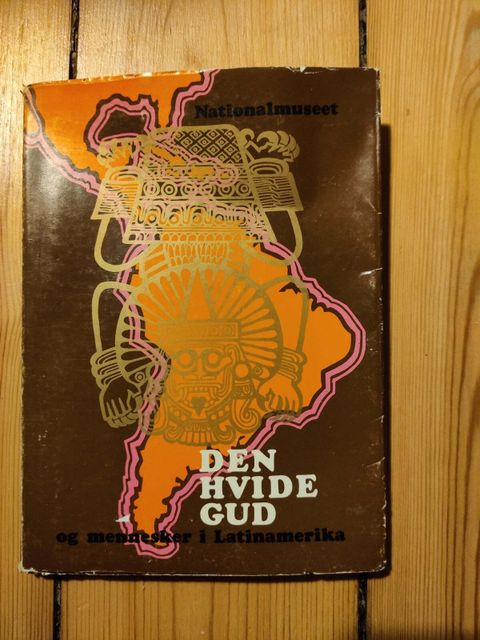 Nationalmuseet
DEN
HVIDE
GUD
og mennesker i Latinamerika